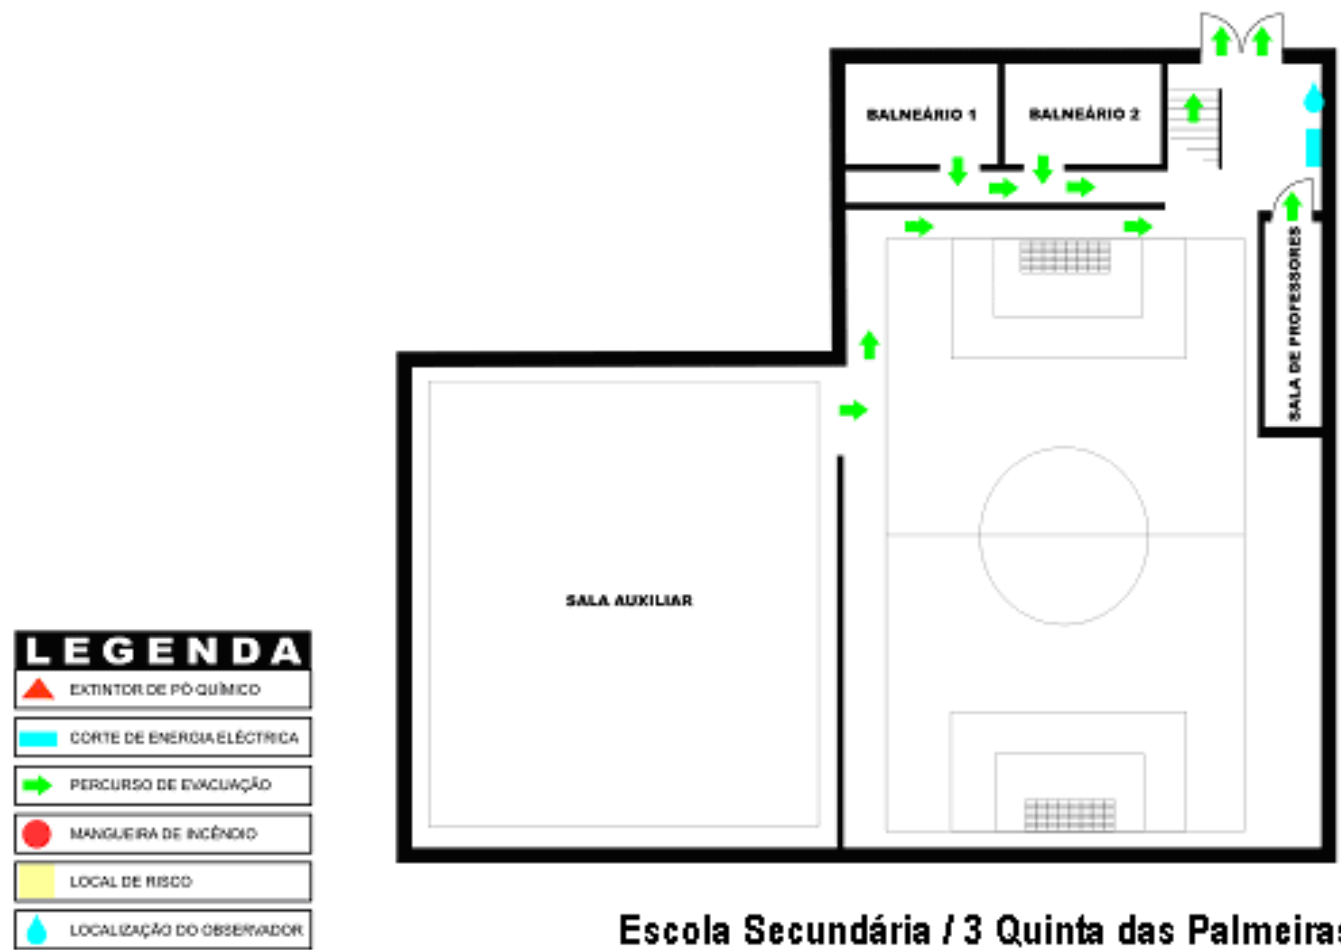 BALNEÁRIO 1
BALNEÁRIO 2
SALA DE PROFESSORES
SALA AUXILIAR
LEGENDA
EXTINTOR DE PÓ QUÍMICO
CORTE DE ENERGIA ELÉCTRICA
PERCURSO DE EVACUAÇÃO
MANGUEIRA DE INCÊNDIO
LOCAL DE RISCO
LOCALIZAÇÃO DO OBSERVADOR
Escola Secundária / 3 Quinta das Palmeiras